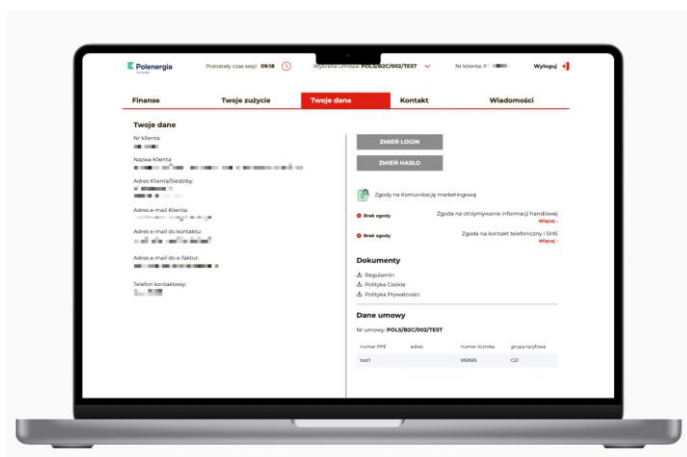 Polenergia
Pozostały czas sesji: 09:18
Wybrana umowa: POLS/B2C/002/TEST
Nr klienta:
Wyloguj
Finanse
Twoje zużycie
Twoje dane
Kontakt
Wiadomości
Twoje dane
Nr klienta:
Nazwa Klienta
Adres Klienta/Siedziby:
Adres e-mail Klienta:
Adres e-mail do kontaktu:
Adres e-mail do e-faktur:
Telefon kontaktowy:
ZMIEŃ LOGIN
ZMIEŃ HASŁO
Zgody na Komunikację marketingową
Brak zgody
Zgoda na otrzymywanie informacji handlowej
Więcej
Brak zgody
Zgoda na kontakt telefoniczny i SMS
Więcej
Dokumenty
Regulamin
Polityka Cookie
Polityka Prywatności
Dane umowy
Nr umowy: POLS/B2C/002/TEST
numer PPE adres numer licznika grupa taryfowa
test1 C21